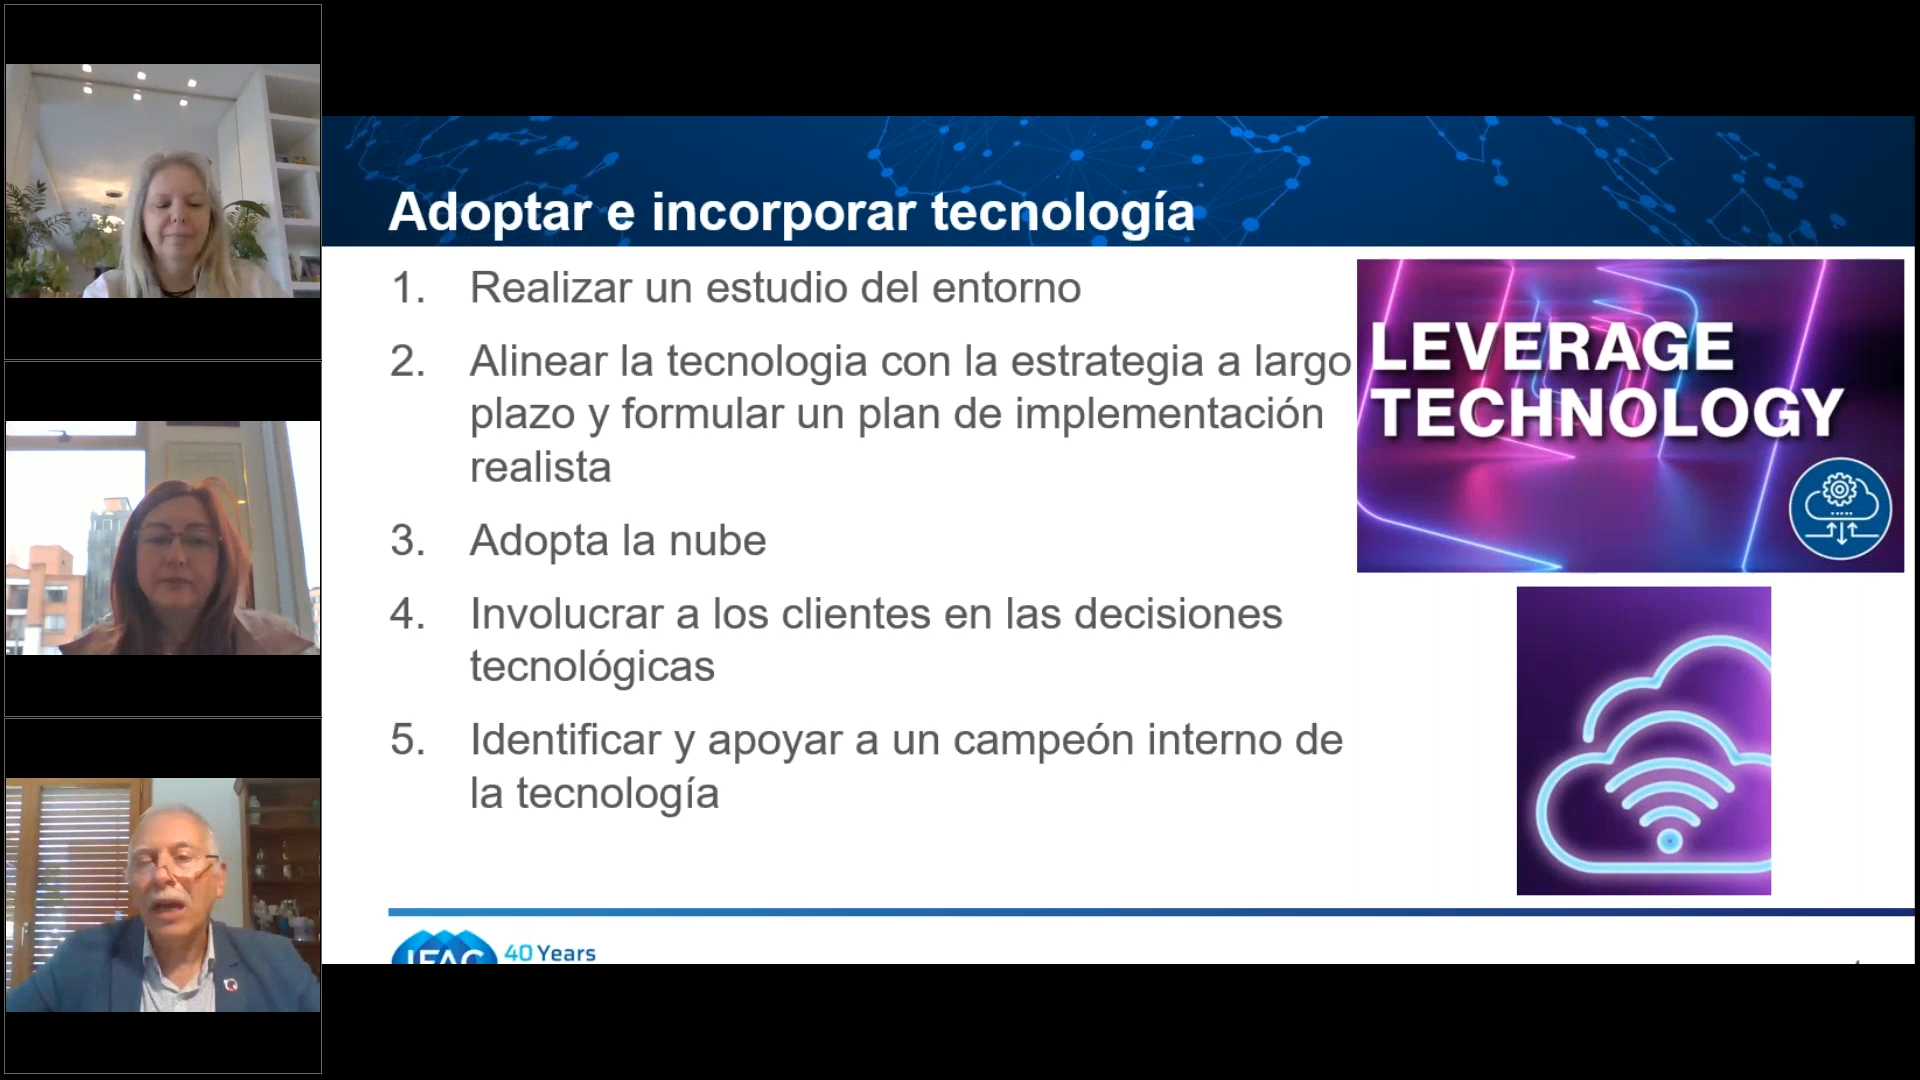 Adoptar e incorporar tecnología
1. Realizar un estudio del entorno
2. Alinear la tecnologia con la estrategia a largo
plazo y formular un plan de implementación
realista
3. Adopta la nube
4. Involucrar a los clientes en las decisiones
tecnológicas
5. Identificar y apoyar a un campeón interno de
la tecnología
LEVERAGE
TECHNOLOGY
IFAC 40 Years